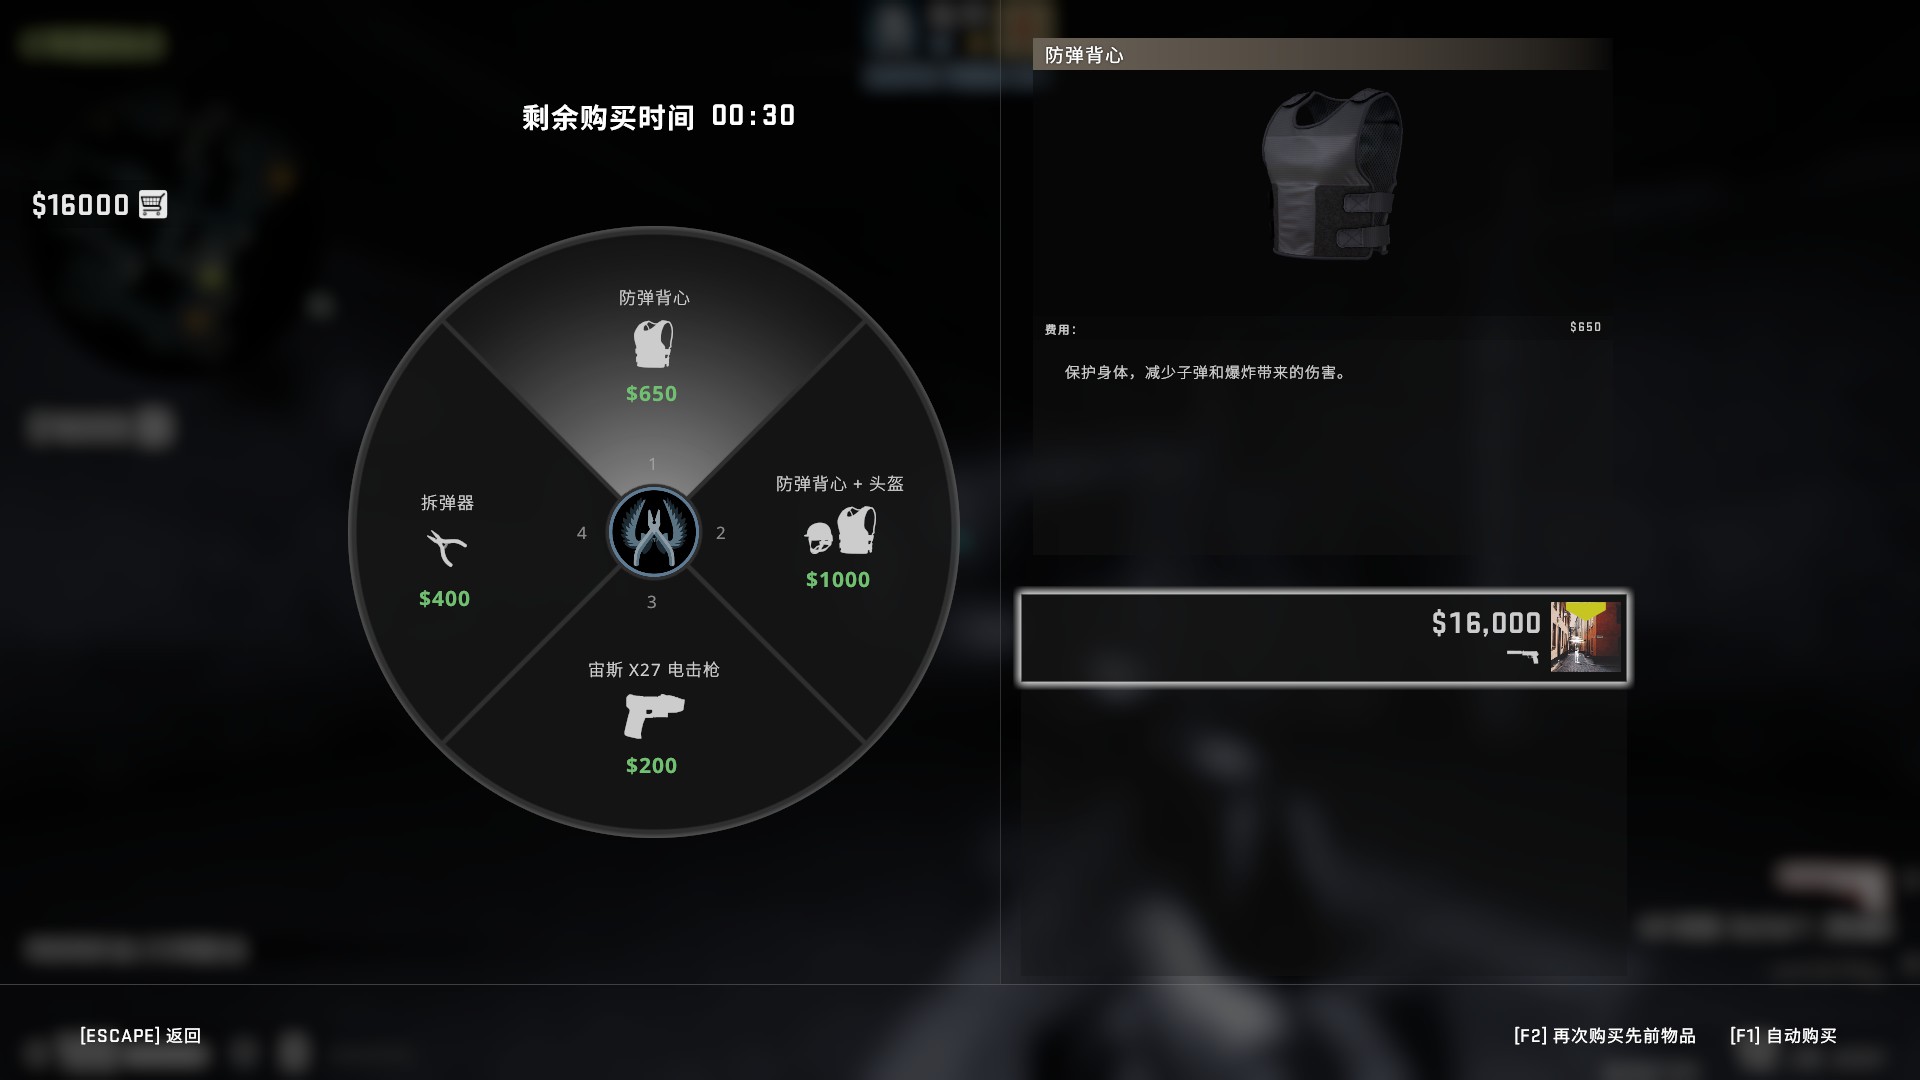 剩余购买时间 00:30
$16000
防弹背心
$650
1
防弹背心 + 头盔
$1000
2
宙斯 X27 电击枪
$200
3
拆弹器
$400
4
防弹背心
费用: $650
保护身体，减少子弹和爆炸带来的伤害。
$16,000
[ESCAPE] 返回
[F2] 再次购买先前物品 [F1] 自动购买